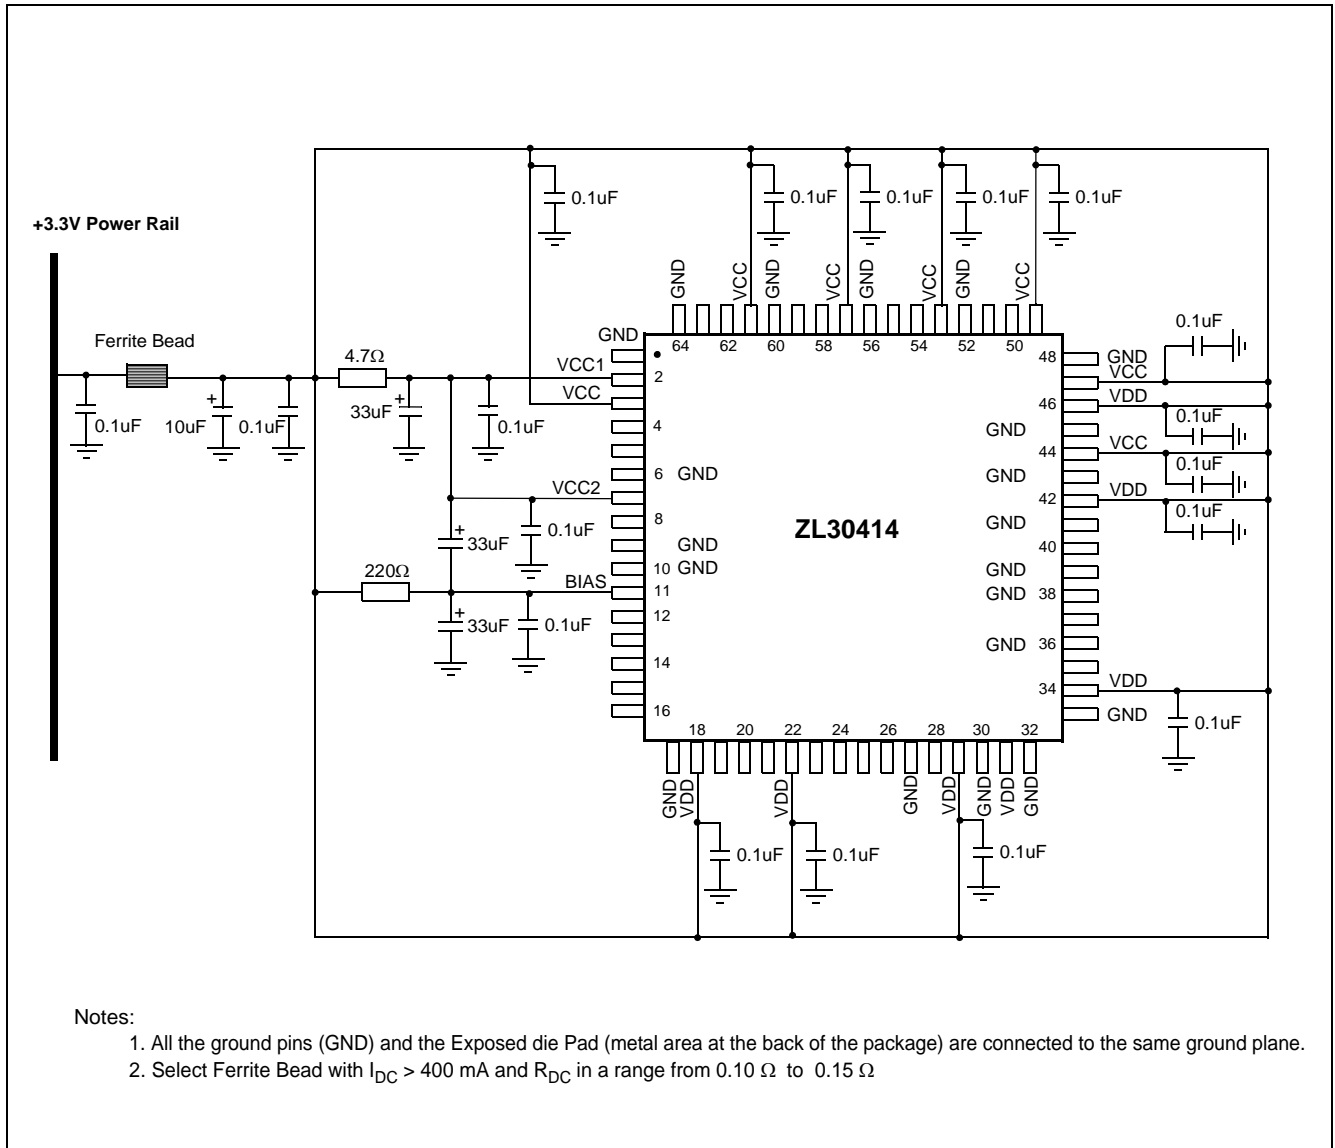 0.1uF
0.1uF 0.1uF 0.1uF 0.1uF
+3.3V Power Rail
GND VCC GND VCC GND VCC GND VCC
64 62 60 58 56 54 52 50
Ferrite Bead
0.1uF
10uF 0.1uF
4.7Ω
33uF +
+
0.1uF
GND
VCC1 2
VCC
4
6 GND
VCC2
8
0.1uF
+
33uF
GND
10 GND
220Ω
BIAS 11
+
33uF 0.1uF
12
14
16
ZL30414
0.1uF
48 GND
VCC
46 VDD
0.1uF
GND
44 VCC
0.1uF
GND
42 VDD
0.1uF
GND
40
GND
GND 38
GND 36
34 VDD
GND
0.1uF
18 20 22 24 26 28 30 32
GND VDD VDD GND VDD GND VDD GND
0.1uF 0.1uF 0.1uF
Notes:
1. All the ground pins (GND) and the Exposed die Pad (metal area at the back of the package) are connected to the same ground plane.
2. Select Ferrite Bead with IDC > 400 mA and RDC in a range from 0.10 Ω to 0.15 Ω